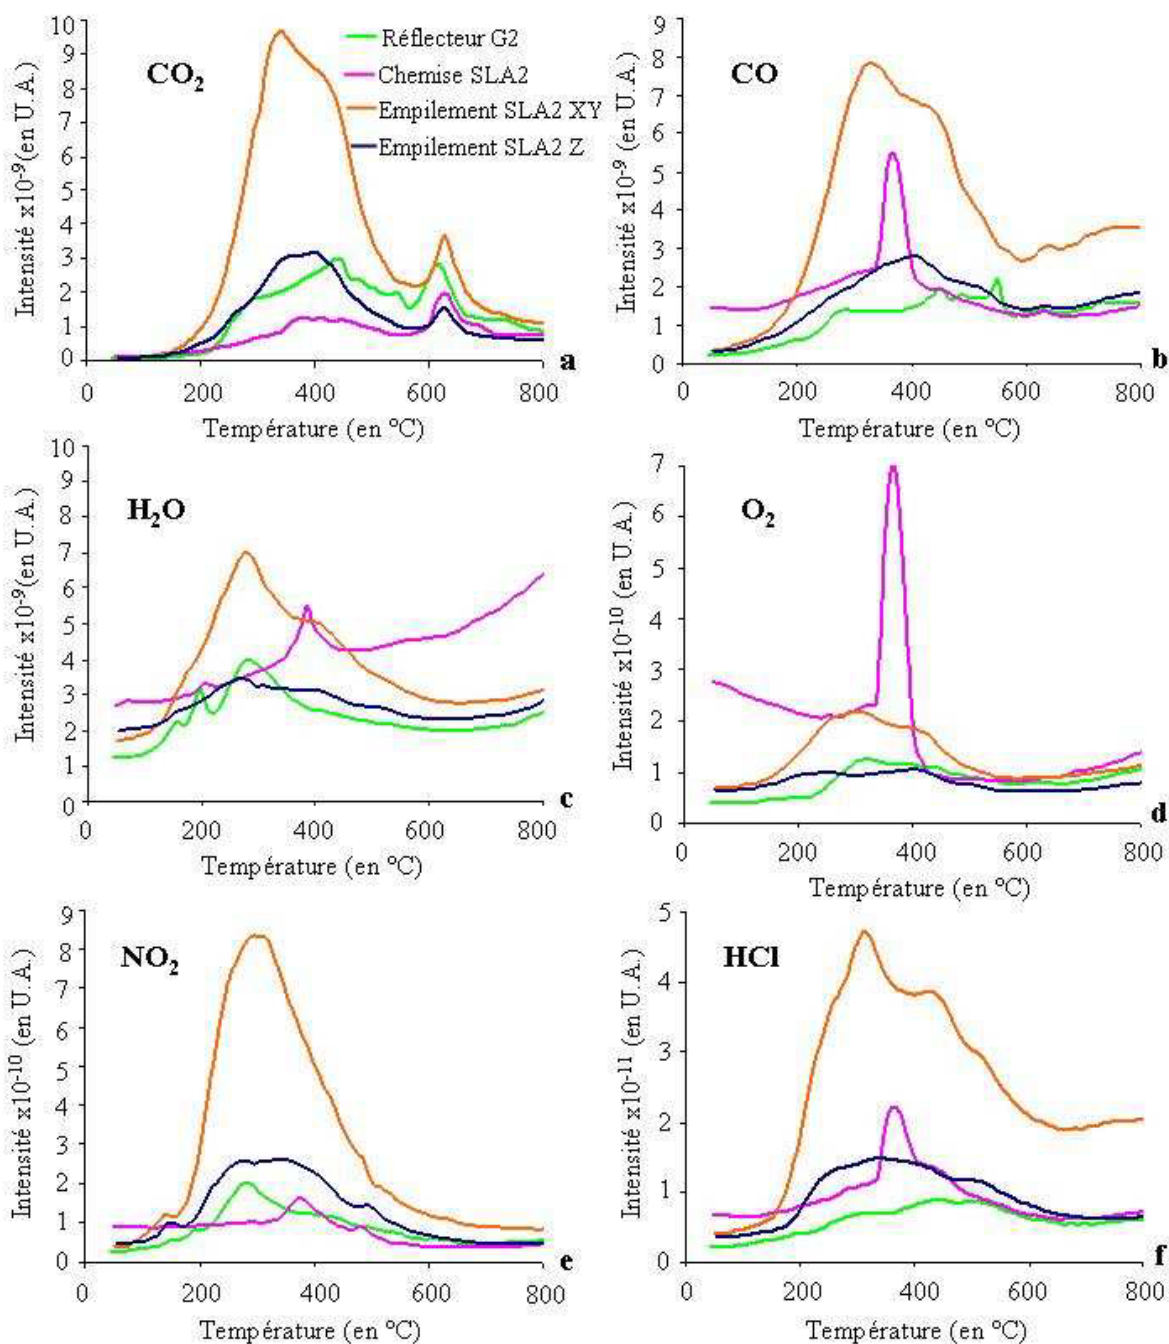 Intensité x10-9(en U.A.)
10
9
8
7
6
5
4
3
2
1
0
CO2
Réflecteur G2
Chemise SLA2
Empilement SLA2 XY
Empilement SLA2 Z
a
0 200 400 600 800
Température (en °C)
Intensité x10-9 (en U.A.)
9
8
7
6
5
4
3
2
1
0
CO
b
0 200 400 600 800
Température (en °C)
Intensité x10-9(en U.A.)
10
9
8
7
6
5
4
3
2
1
0
H2O
c
0 200 400 600 800
Température (en °C)
Intensité x10-10 (en U.A.)
7
6
5
4
3
2
1
0
O2
d
0 200 400 600 800
Température (en °C)
Intensité x10-10 (en U.A.)
9
8
7
6
5
4
3
2
1
0
NO2
e
0 200 400 600 800
Température (en °C)
Intensité x10-11 (en U.A.)
5
4
3
2
1
0
HCl
f
0 200 400 600 800
Température (en °C)